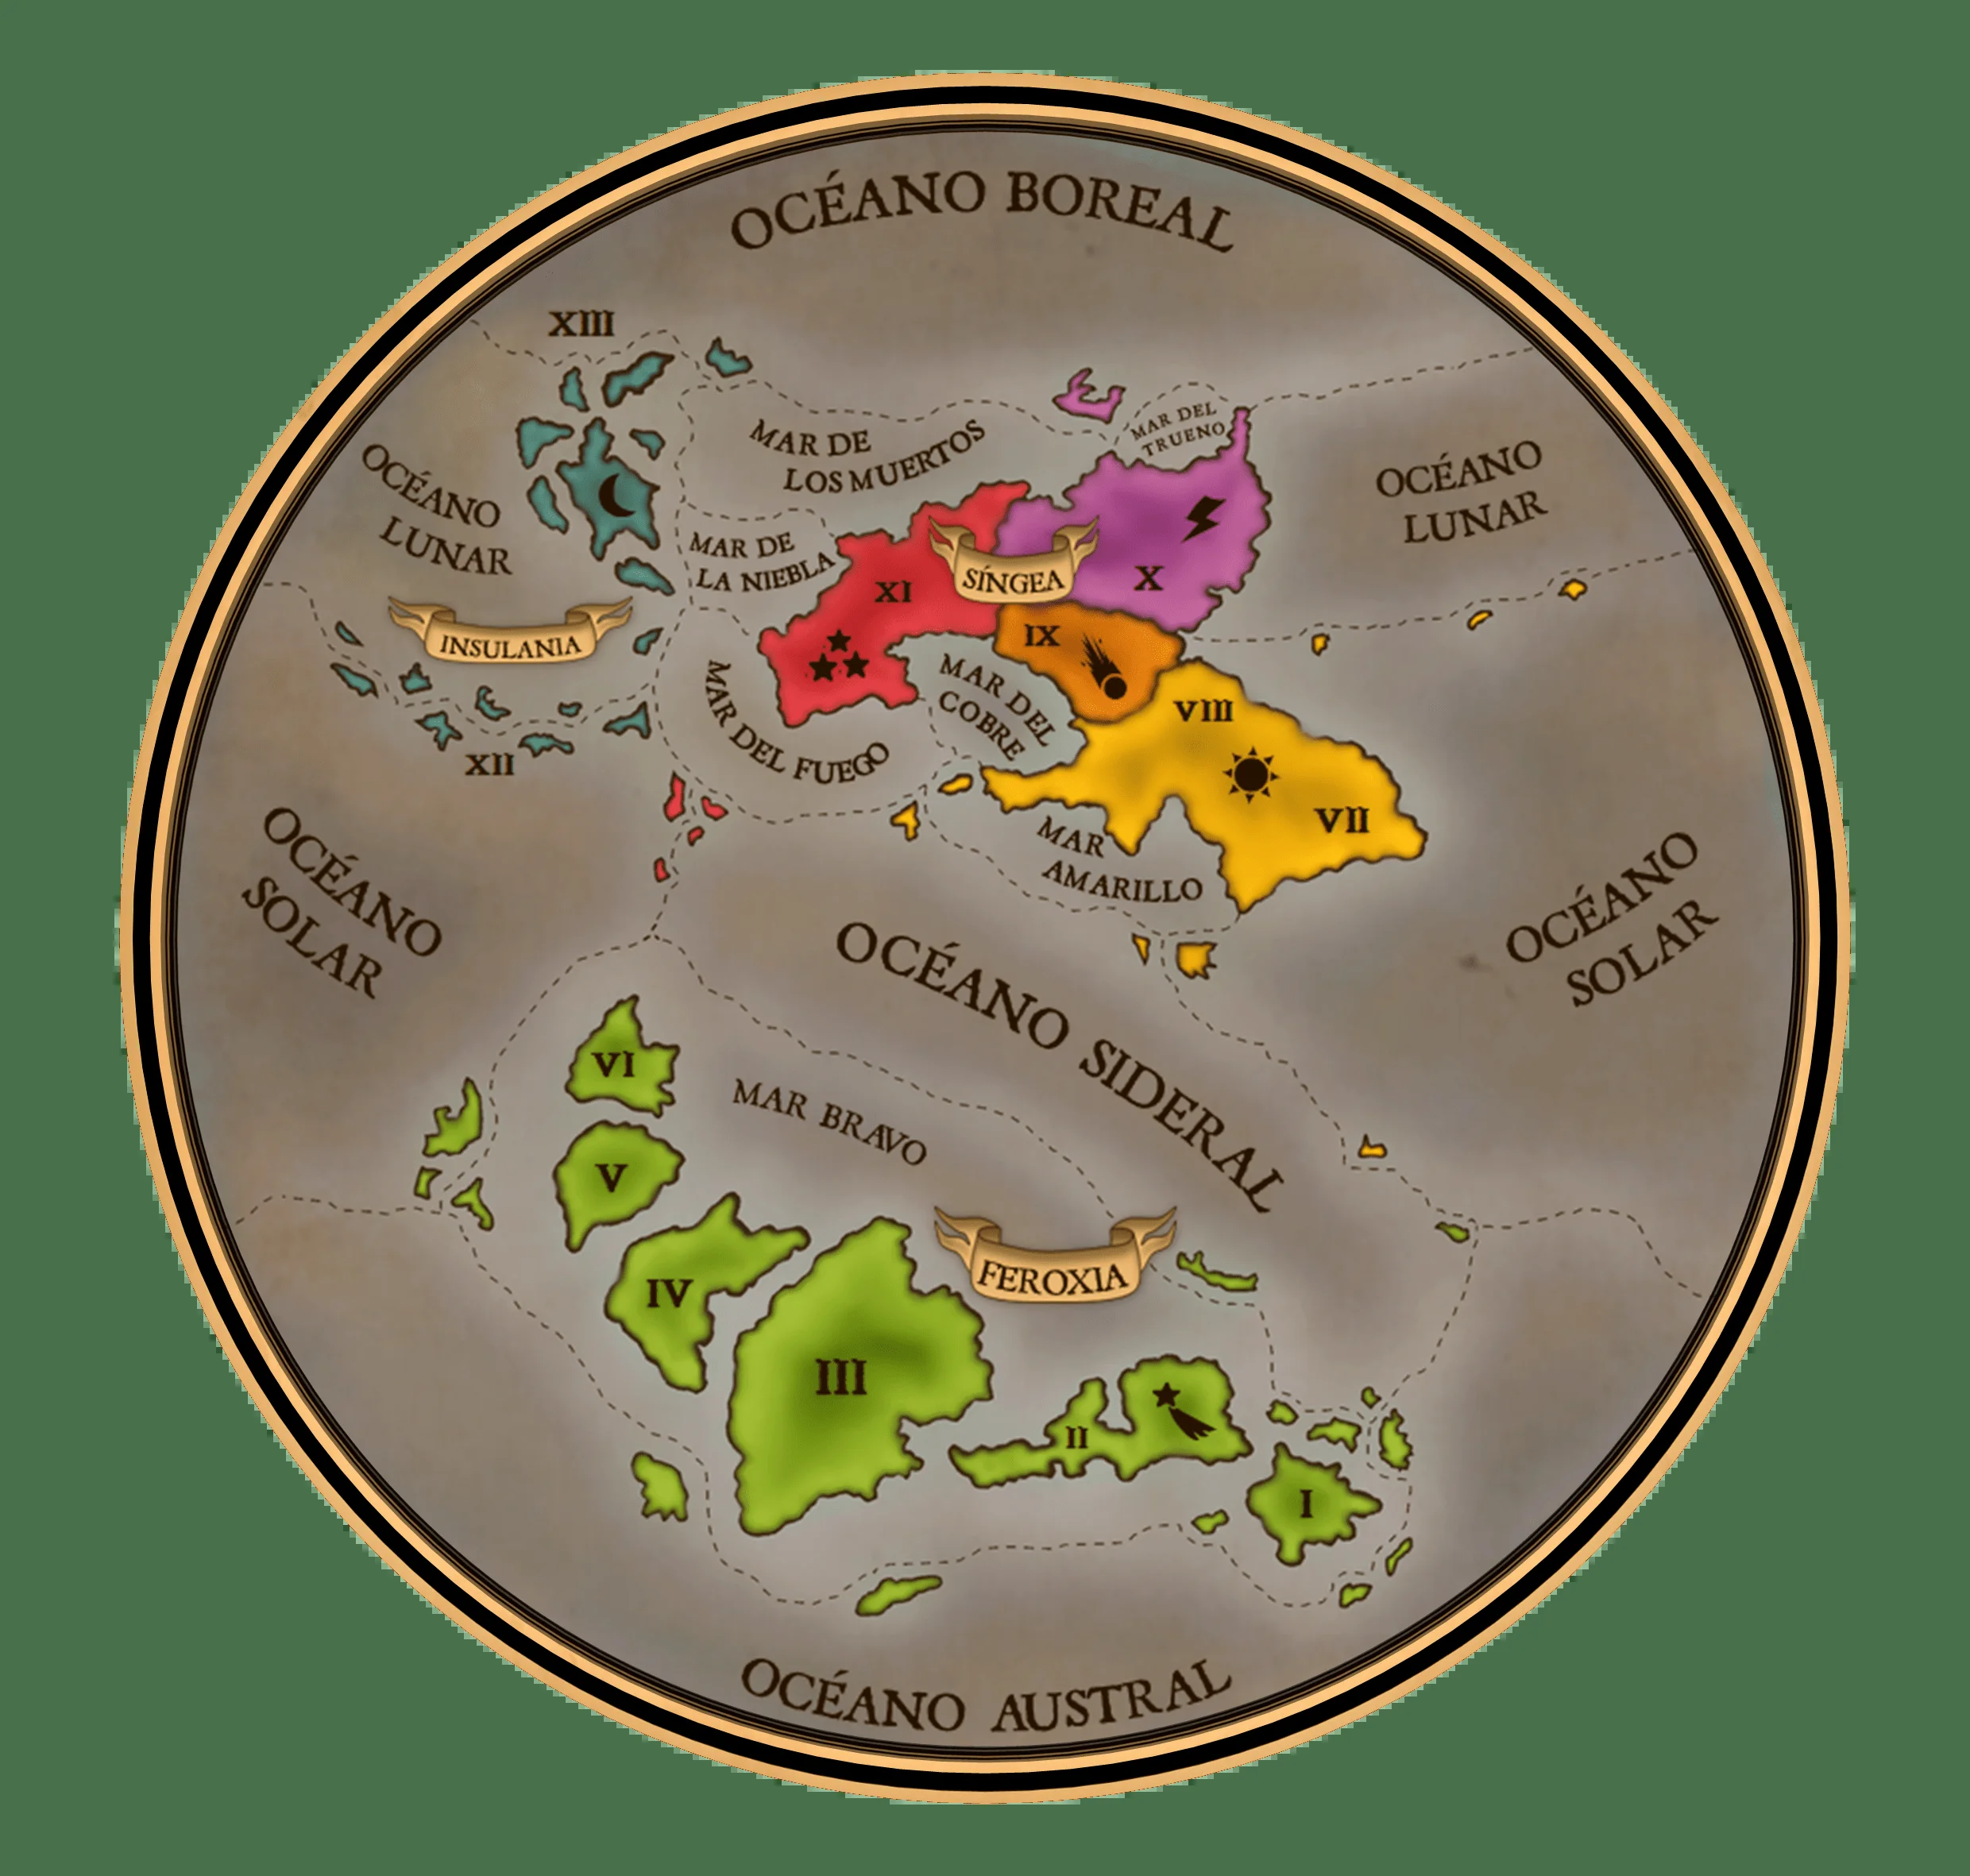 OCÉANO BOREAL
XIII
MAR DE
LOS MUERTOS
MAR DEL
TRUENO
OCÉANO
LUNAR
OCÉANO
LUNAR
MAR DE
LA NIEBLA
XI
SÍNGEA
X
INSULANIA
IX
MAR DEL
COBRE
MAR DEL FUEGO
VIII
VII
XII
MAR
AMARILLO
OCÉANO
SOLAR
OCÉANO SIDERAL
OCÉANO
SOLAR
VI
MAR BRAVO
V
FEROXIA
IV
III
II
I
OCÉANO AUSTRAL